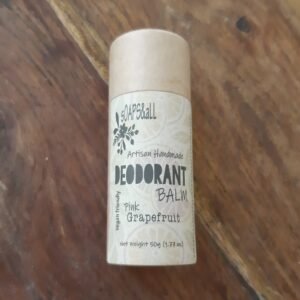 sOAPS&aLL
Artisan Handmade
DEODORANT
BALM
Pink
Grapefruit
Vegan friendly
net weight 50g (1.77 oz)